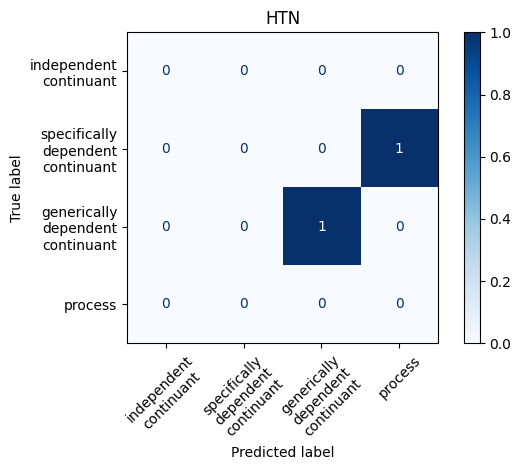 HTN
independent
continuant
0 0 0 0
specifically
dependent
continuant
0 0 0 1
generically
dependent
continuant
0 0 1 0
process
0 0 0 0
True label
independent
continuant
specifically
dependent
continuant
generically
dependent
continuant
process
Predicted label
1.0
0.8
0.6
0.4
0.2
0.0